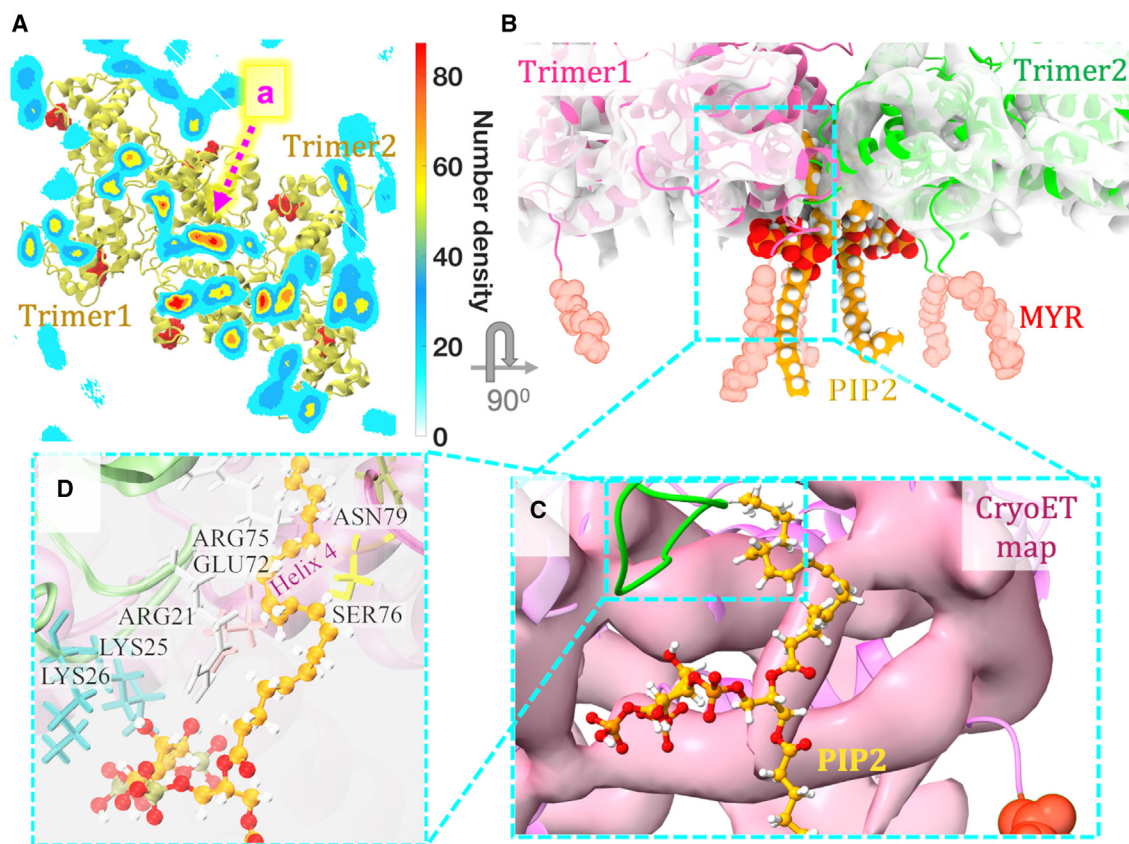 A
a
Trimer2
Trimer1
80
60
40
20
0
Number density
90⁰
B
Trimer1
Trimer2
MYR
PIP2
D
ASN79
ARG75
GLU72
Helix 4
ARG21
SER76
LYS25
LYS26
C
CryoET
map
PIP2